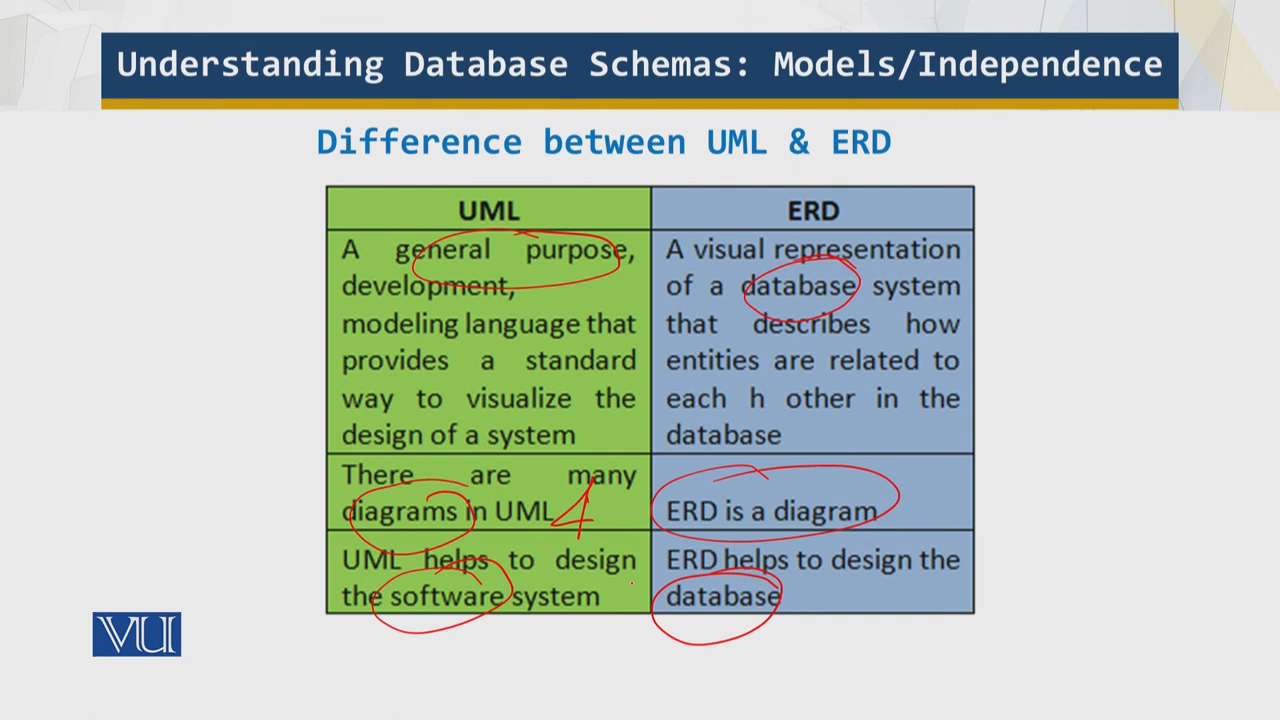 Understanding Database Schemas: Models/Independence
Difference between UML & ERD
UML
ERD
A general purpose,
development,
modeling language that
provides a standard
way to visualize the
design of a system
A visual representation
of a database system
that describes how
entities are related to
each h other in the
database
There are many
diagrams in UML
4
ERD is a diagram
UML helps to design
the software system
ERD helps to design the
database
VU